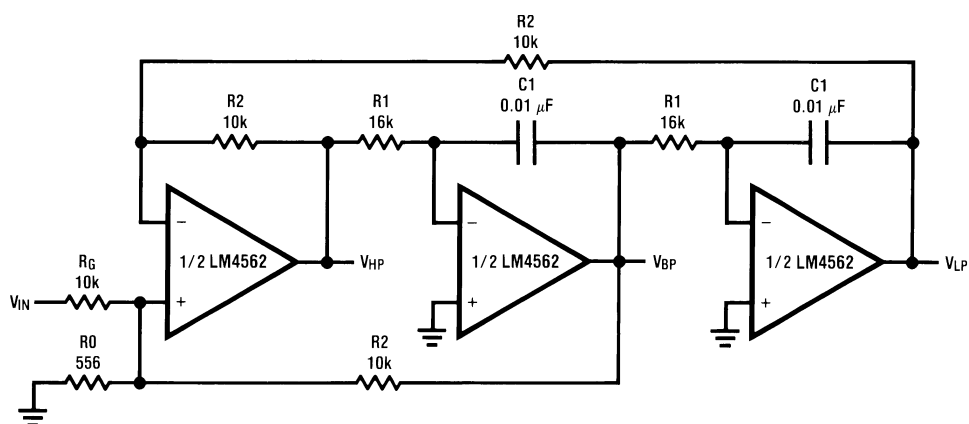 R2
10k
R2
10k
R1
16k
C1
0.01 µF
R1
16k
C1
0.01 µF
−
1/2 LM4562
+
VHP
−
1/2 LM4562
+
VBP
−
1/2 LM4562
+
VLP
RG
10k
VIN
R0
556
R2
10k